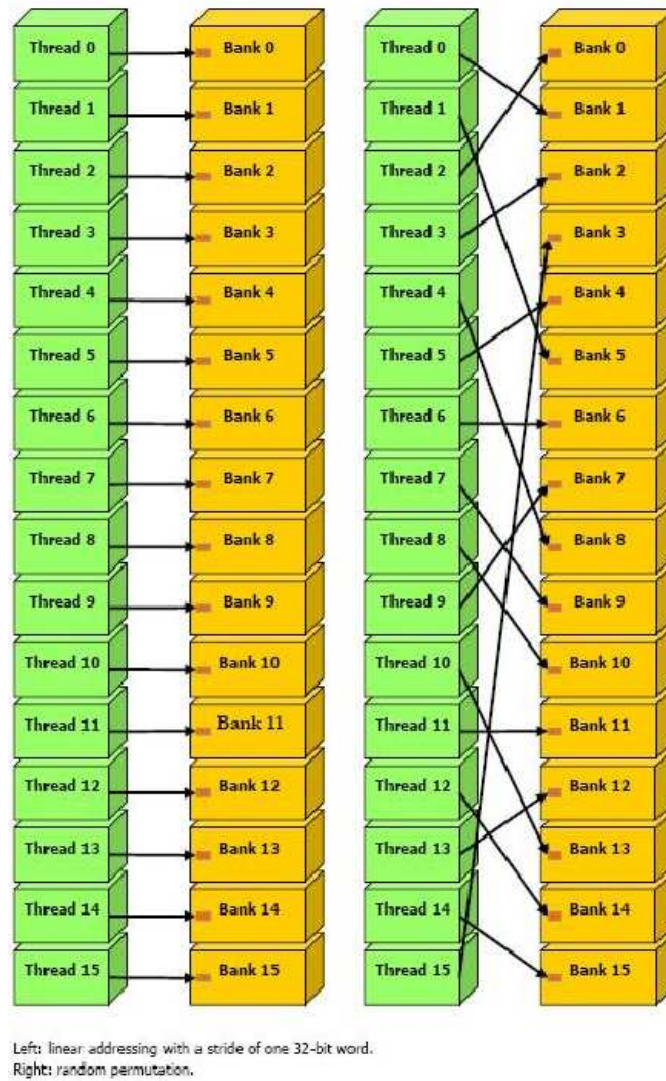 Thread 0 Bank 0 Thread 0 Bank 0
Thread 1 Bank 1 Thread 1 Bank 1
Thread 2 Bank 2 Thread 2 Bank 2
Thread 3 Bank 3 Thread 3 Bank 3
Thread 4 Bank 4 Thread 4 Bank 4
Thread 5 Bank 5 Thread 5 Bank 5
Thread 6 Bank 6 Thread 6 Bank 6
Thread 7 Bank 7 Thread 7 Bank 7
Thread 8 Bank 8 Thread 8 Bank 8
Thread 9 Bank 9 Thread 9 Bank 9
Thread 10 Bank 10 Thread 10 Bank 10
Thread 11 Bank 11 Thread 11 Bank 11
Thread 12 Bank 12 Thread 12 Bank 12
Thread 13 Bank 13 Thread 13 Bank 13
Thread 14 Bank 14 Thread 14 Bank 14
Thread 15 Bank 15 Thread 15 Bank 15
Left: linear addressing with a stride of one 32-bit word.
Right: random permutation.